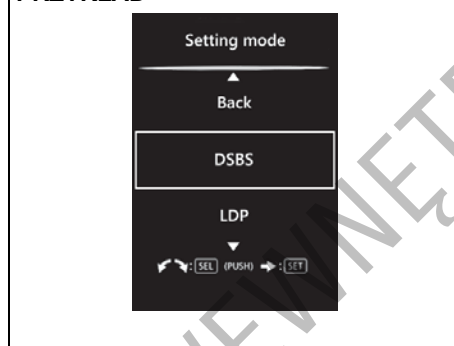 Setting mode
Back
DSBS
LDP
: SEL (PUSH) : SET